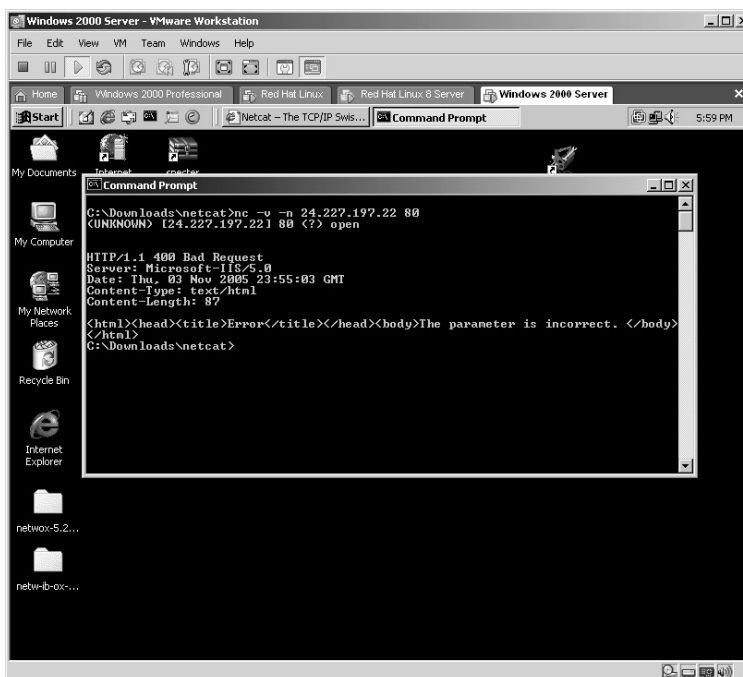 Windows 2000 Server - VMware Workstation
File Edit View VM Team Windows Help
Home Windows 2000 Professional Red Hat Linux Red Hat Linux 8 Server Windows 2000 Server
Start Netcat – The TCP/IP Swis... Command Prompt 5:59 PM
My Documents
Internet
specter
My Computer
My Network
Places
Recycle Bin
Internet
Explorer
netwox-5.2...
netw-ib-ox-...
Command Prompt
C:\Downloads\netcat>nc -v -n 24.227.197.22 80
(UNKNOWN) [24.227.197.22] 80 (?) open
HTTP/1.1 400 Bad Request
Server: Microsoft-IIS/5.0
Date: Thu, 03 Nov 2005 23:55:03 GMT
Content-Type: text/html
Content-Length: 87
<html><head><title>Error</title></head><body>The parameter is incorrect. </body>
</html>
C:\Downloads\netcat>